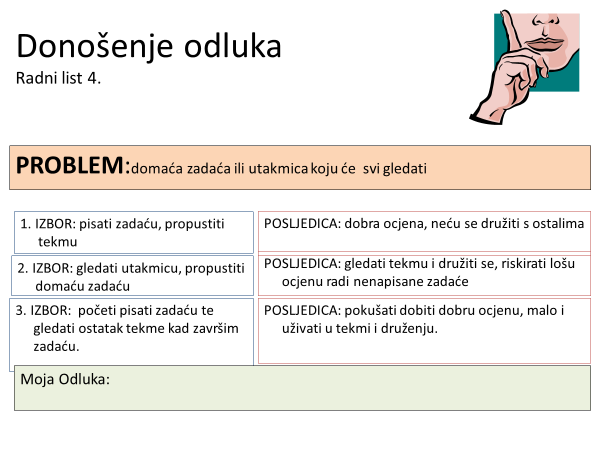 Donošenje odluka
Radni list 4.
PROBLEM:domaća zadaća ili utakmica koju će svi gledati
1. IZBOR: pisati zadaću, propustiti
tekmu
POSLJEDICA: dobra ocjena, neću se družiti s ostalima
2. IZBOR: gledati utakmicu, propustiti
domaću zadaću
POSLJEDICA: gledati tekmu i družiti se, riskirati lošu
ocjenu radi nenapisane zadaće
3. IZBOR: početi pisati zadaću te
gledati ostatak tekme kad završim
zadaću.
POSLJEDICA: pokušati dobiti dobru ocjenu, malo i
uživati u tekmi i druženju.
Moja Odluka: